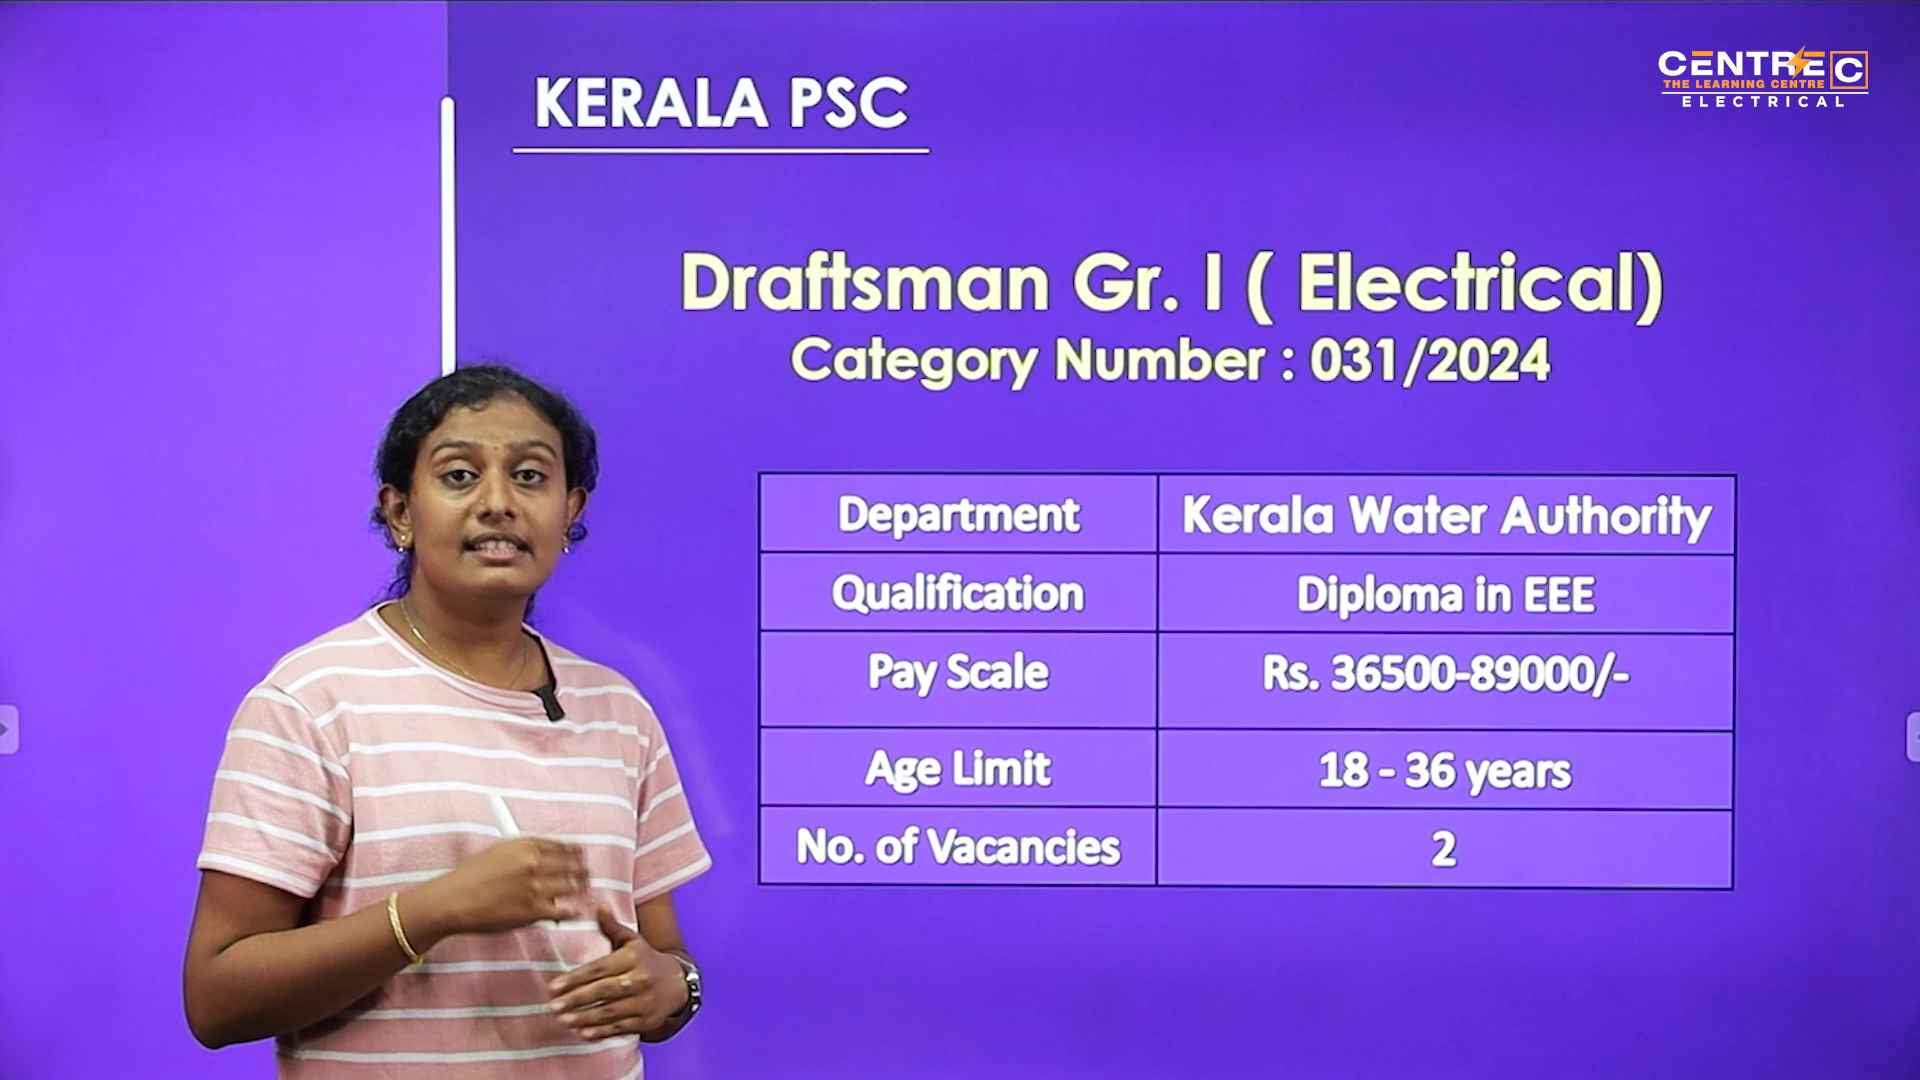 KERALA PSC
CENTRE C
THE LEARNING CENTRE
ELECTRICAL
Draftsman Gr. I ( Electrical)
Category Number : 031/2024
Department Kerala Water Authority
Qualification Diploma in EEE
Pay Scale Rs. 36500-89000/-
Age Limit 18 - 36 years
No. of Vacancies 2